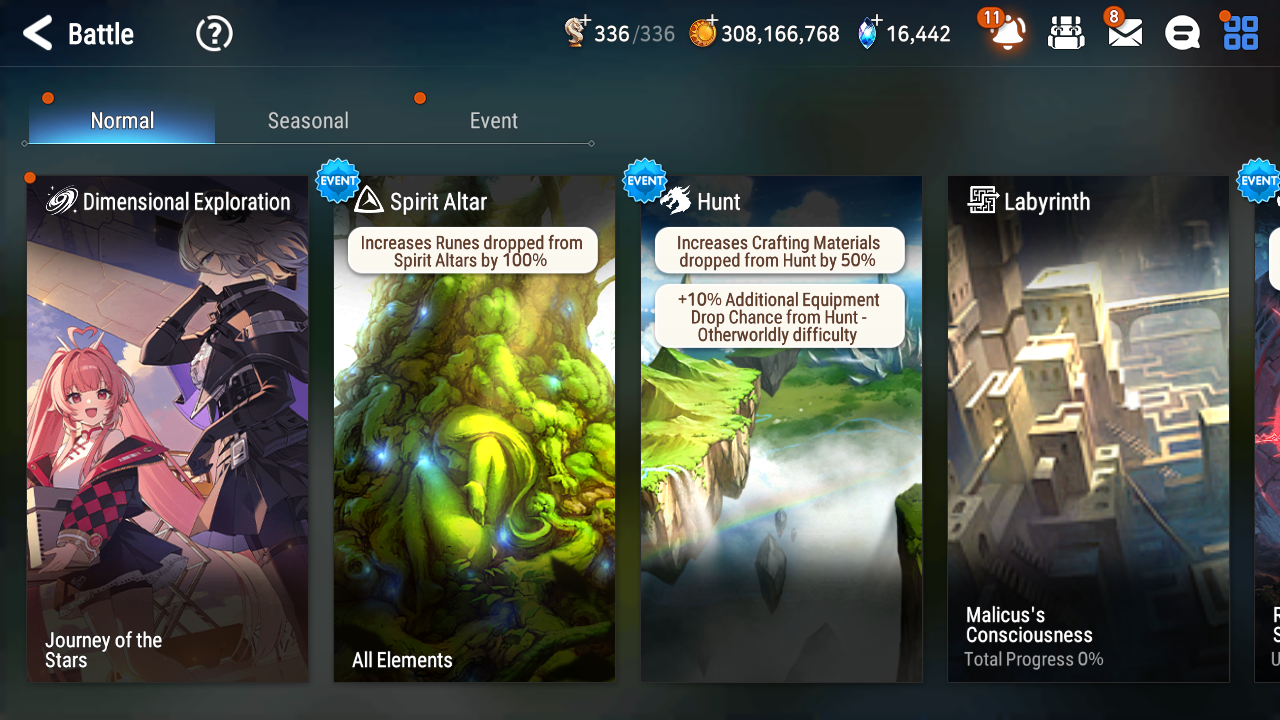 Battle
?
336/336
308,166,768
16,442
11
8
Normal
Seasonal
Event
Dimensional Exploration
Journey of the
Stars
EVENT
Spirit Altar
Increases Runes dropped from
Spirit Altars by 100%
All Elements
EVENT
Hunt
Increases Crafting Materials
dropped from Hunt by 50%
+10% Additional Equipment
Drop Chance from Hunt -
Otherworldly difficulty
Labyrinth
Malicus's
Consciousness
Total Progress 0%
EVENT